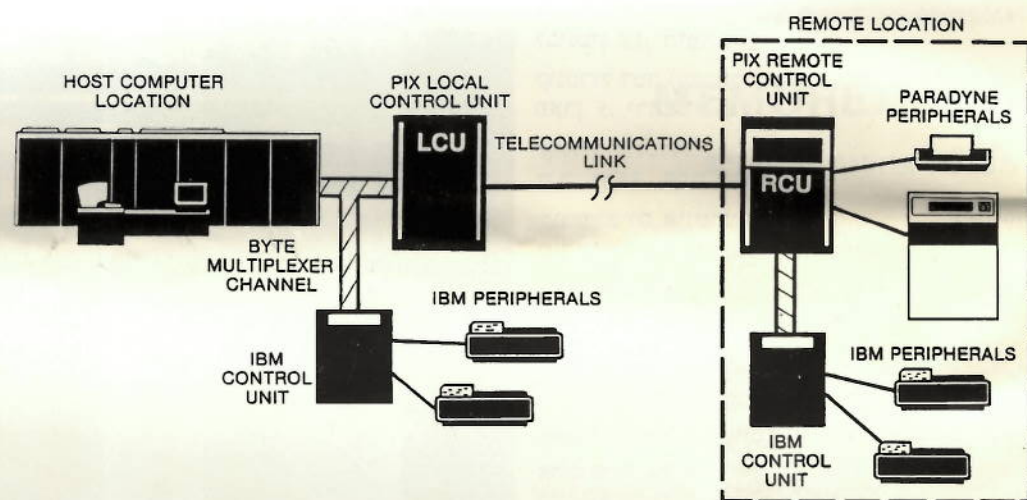 REMOTE LOCATION
HOST COMPUTER
LOCATION
PIX LOCAL
CONTROL UNIT
LCU
TELECOMMUNICATIONS
LINK
PIX REMOTE
CONTROL
UNIT
RCU
PARADYNE
PERIPHERALS
BYTE
MULTIPLEXER
CHANNEL
IBM PERIPHERALS
IBM
CONTROL
UNIT
IBM PERIPHERALS
IBM
CONTROL
UNIT